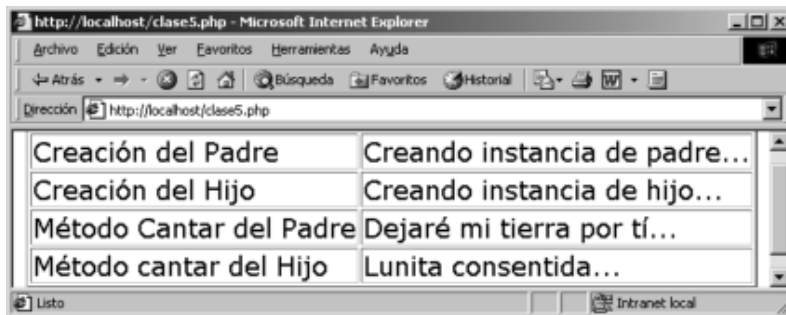 http://localhost/clase5.php - Microsoft Internet Explorer
Archivo Edición Ver Favoritos Herramientas Ayuda
Atrás Búsqueda Favoritos Historial
Dirección http://localhost/clase5.php
Creación del Padre Creando instancia de padre...
Creación del Hijo Creando instancia de hijo...
Método Cantar del Padre Dejaré mi tierra por tí...
Método cantar del Hijo Lunita consentida...
Listo Intranet local